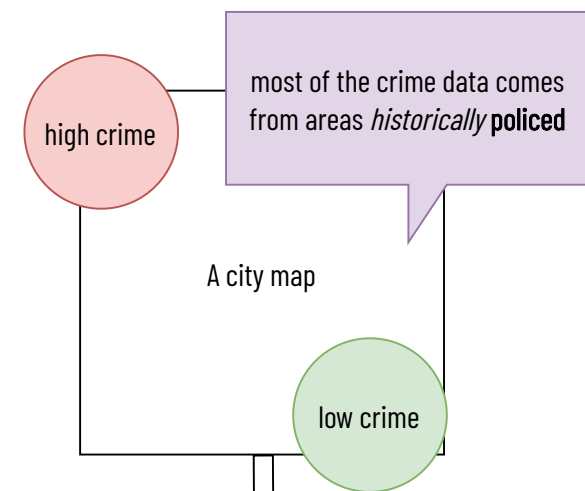 most of the crime data comes
from areas historically policed
high crime
A city map
low crime